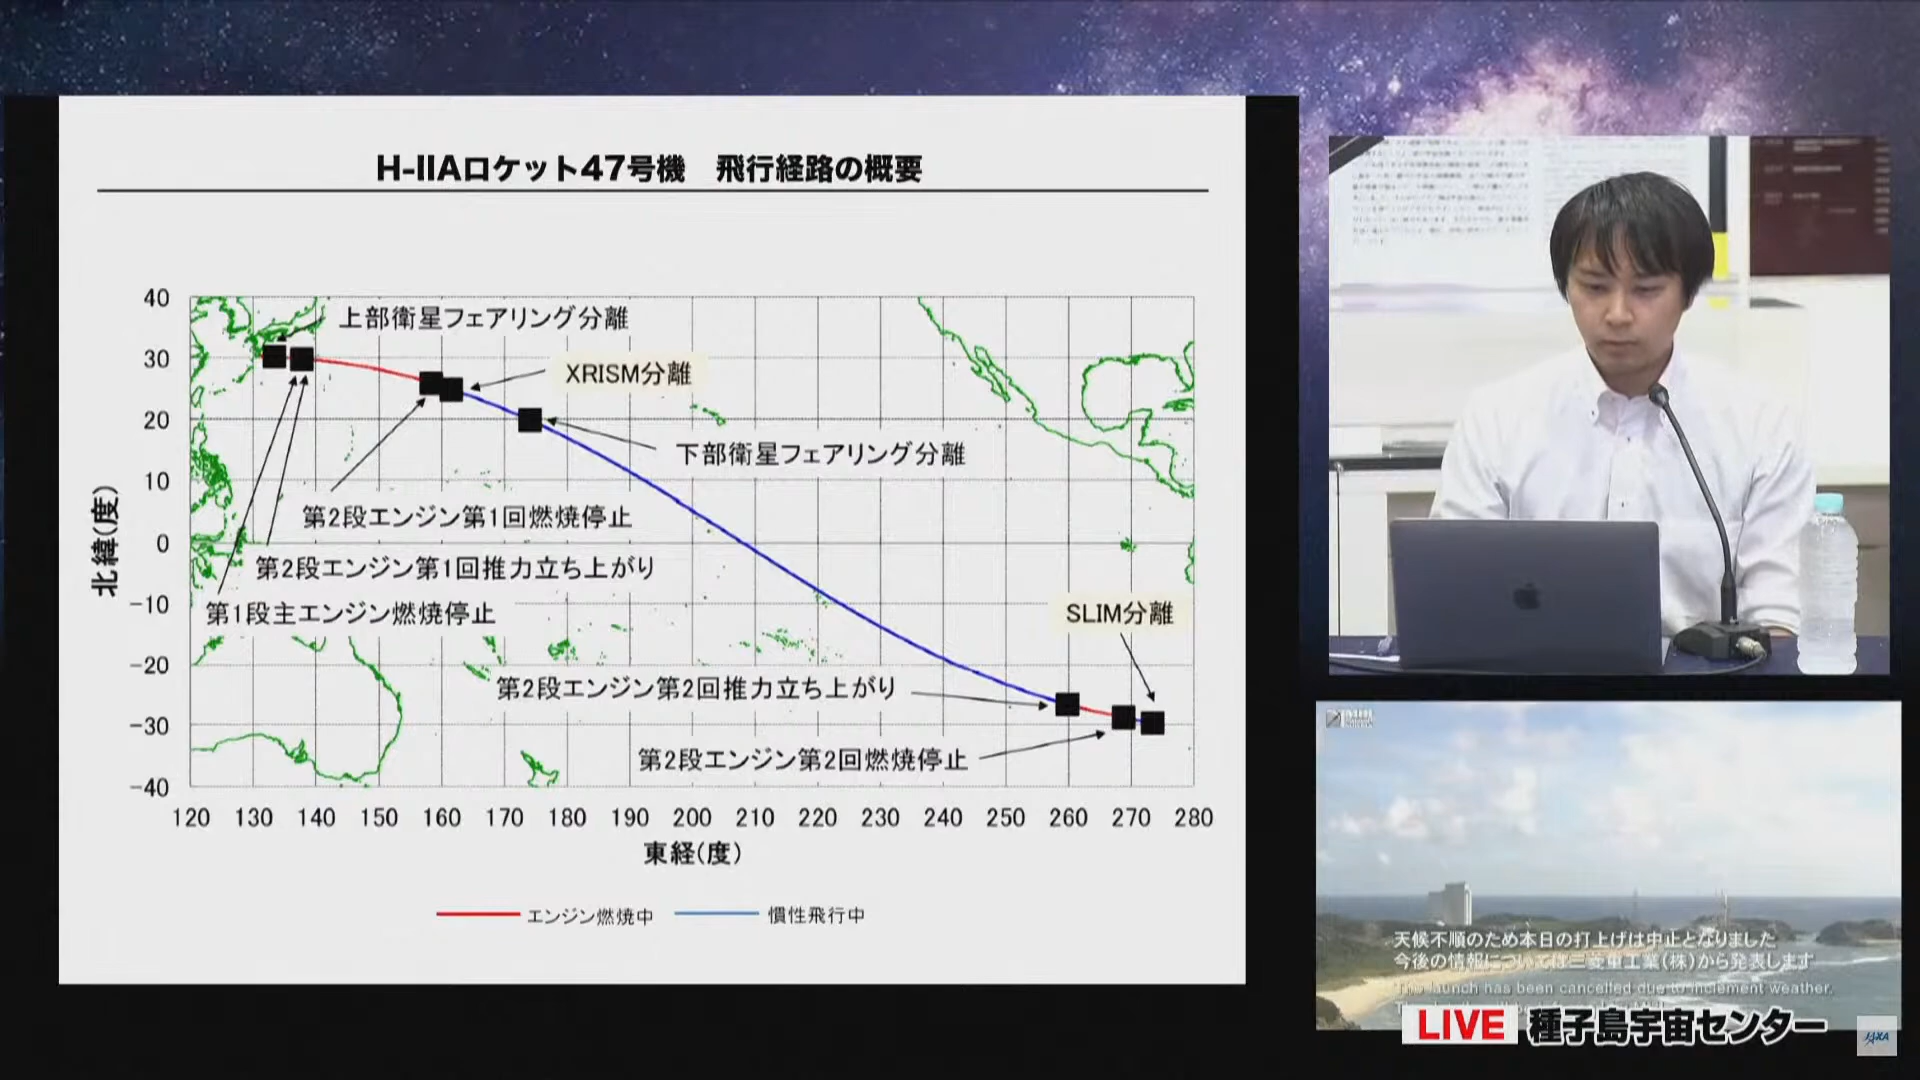 H-IIAロケット47号機　飛行経路の概要
40
30
20
10
0
-10
-20
-30
-40
北緯(度)
上部衛星フェアリング分離
XRISM分離
下部衛星フェアリング分離
第2段エンジン第1回燃焼停止
第2段エンジン第1回推力立ち上がり
第1段主エンジン燃焼停止
SLIM分離
第2段エンジン第2回推力立ち上がり
第2段エンジン第2回燃焼停止
120 130 140 150 160 170 180 190 200 210 220 230 240 250 260 270 280
東経(度)
エンジン燃焼中 慣性飛行中
天候不順のため本日の打上げは中止となりました
今後の情報については三菱重工業(株)から発表します
The launch has been cancelled due to inclement weather.
LIVE 種子島宇宙センター
JAXA